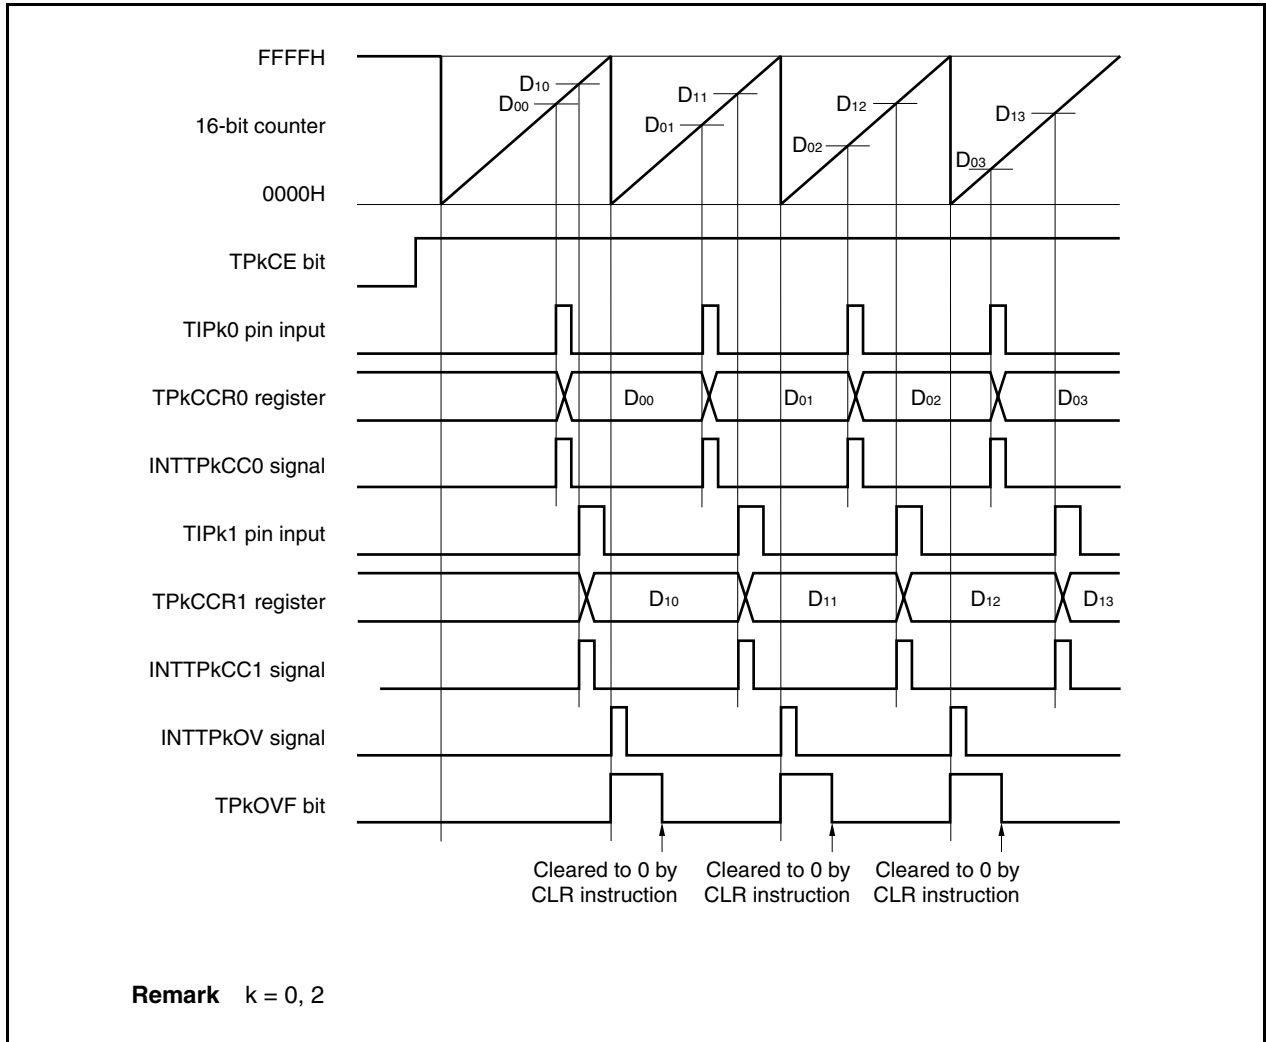 FFFFH
D10
D00
D11
D01
D12
D02
D13
D03
16-bit counter
0000H
TPkCE bit
TIPk0 pin input
TPkCCR0 register
D00
D01
D02
D03
INTTPkCC0 signal
TIPk1 pin input
TPkCCR1 register
D10
D11
D12
D13
INTTPkCC1 signal
INTTPkOV signal
TPkOVF bit
Cleared to 0 by
CLR instruction
Cleared to 0 by
CLR instruction
Cleared to 0 by
CLR instruction
Remark k = 0, 2